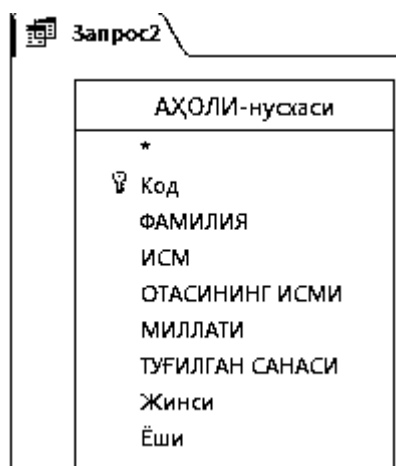 Запрос2
АҲОЛИ-нусхаси
*
Код
ФАМИЛИЯ
ИСМ
ОТАСИНИНГ ИСМИ
МИЛЛАТИ
ТУҒИЛГАН САНАСИ
Жинси
Ёши